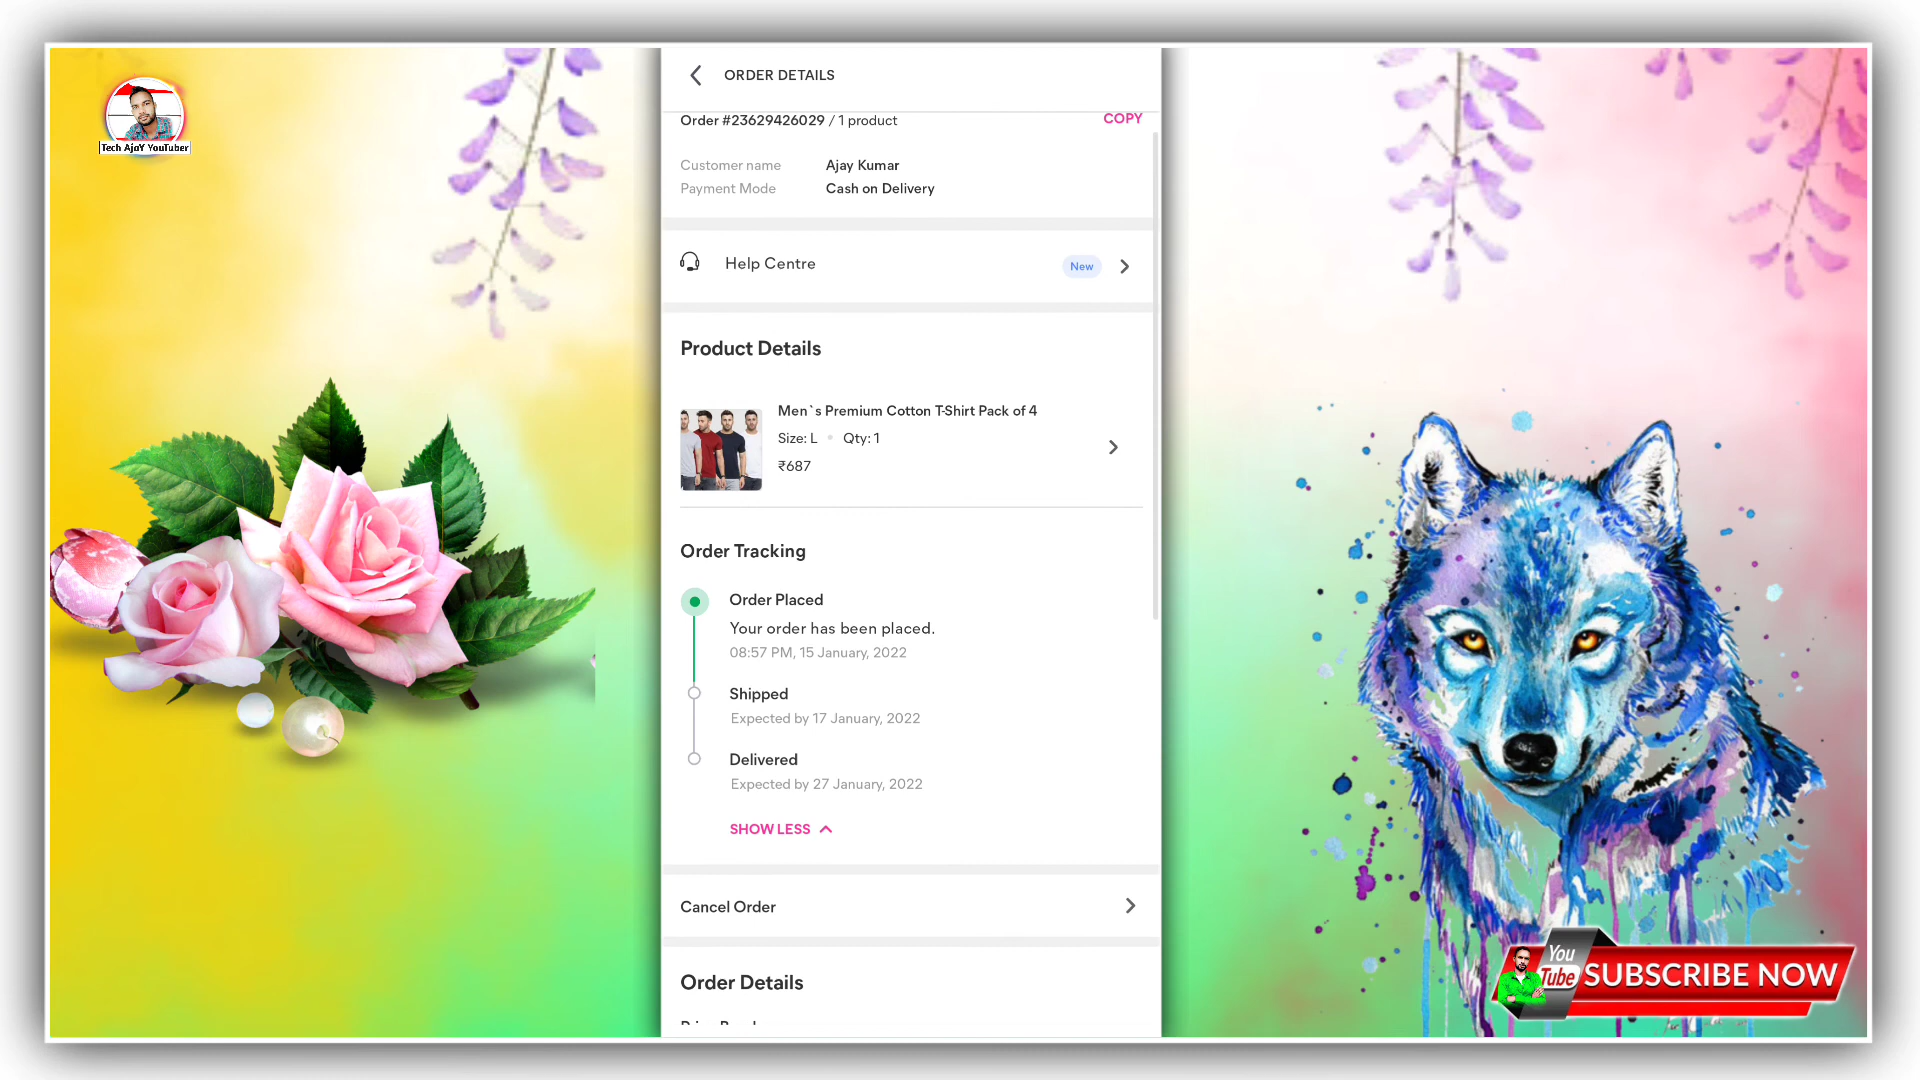 Tech AjoY YouTuber
ORDER DETAILS
Order #23629426029 / 1 product
COPY
Customer name Ajay Kumar
Payment Mode Cash on Delivery
Help Centre
New
Product Details
Men`s Premium Cotton T-Shirt Pack of 4
Size: L • Qty: 1
₹687
Order Tracking
Order Placed
Your order has been placed.
08:57 PM, 15 January, 2022
Shipped
Expected by 17 January, 2022
Delivered
Expected by 27 January, 2022
SHOW LESS
Cancel Order
Order Details
You
Tube
SUBSCRIBE NOW